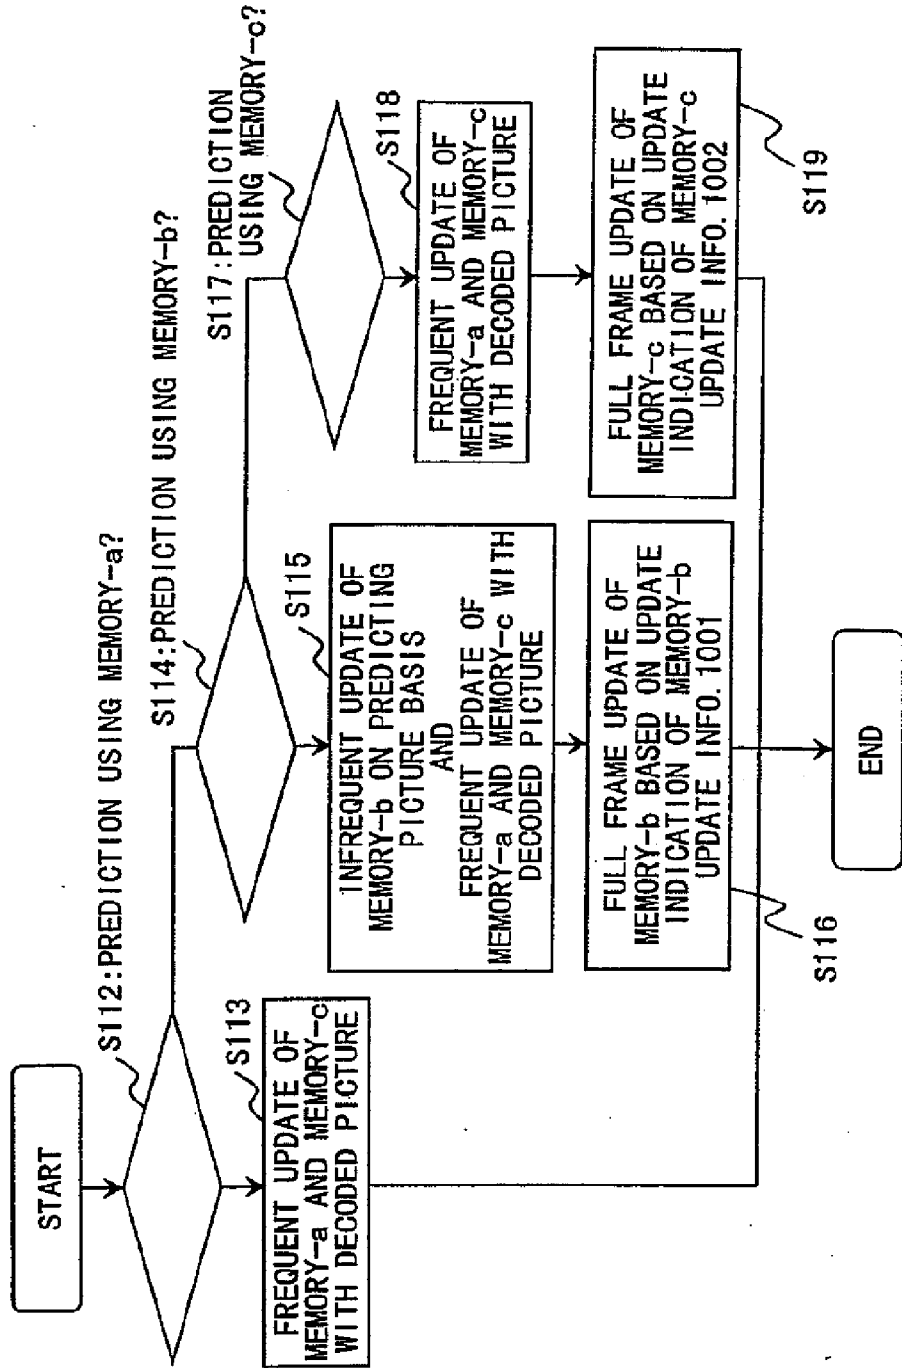 START
S112:PREDICTION USING MEMORY-a?
S113
FREQUENT UPDATE OF
MEMORY-a AND MEMORY-c
WITH DECODED PICTURE
S114:PREDICTION USING MEMORY-b?
S115
INFREQUENT UPDATE OF
MEMORY-b ON PREDICTING
PICTURE BASIS
AND
FREQUENT UPDATE OF
MEMORY-a AND MEMORY-c WITH
DECODED PICTURE
FULL FRAME UPDATE OF
MEMORY-b BASED ON UPDATE
INDICATION OF MEMORY-b
UPDATE INFO.1001
S116
S117:PREDICTION
USING MEMORY-c?
S118
FREQUENT UPDATE OF
MEMORY-a AND MEMORY-c
WITH DECODED PICTURE
FULL FRAME UPDATE OF
MEMORY-c BASED ON UPDATE
INDICATION OF MEMORY-c
UPDATE INFO.1002
S119
END